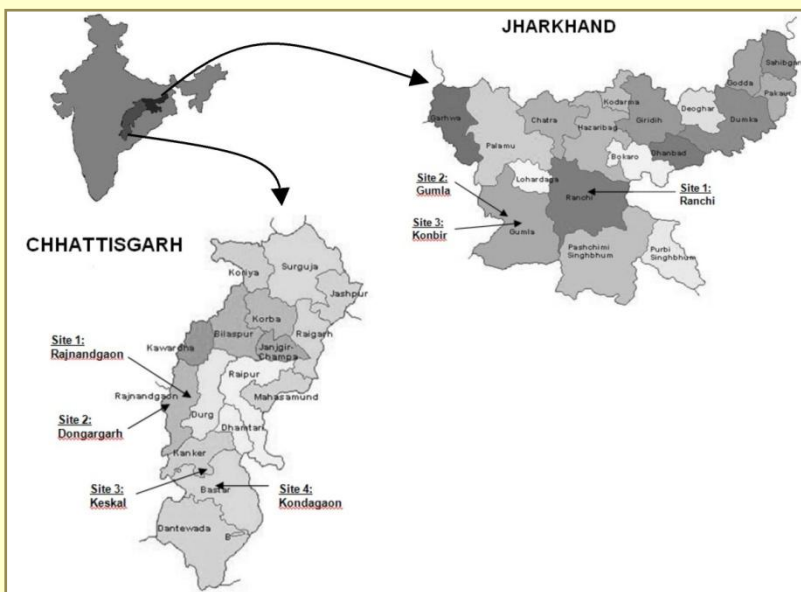 JHARKHAND
Sahibganj
Godda
Pakaur
Kodarma
Deoghar
Garhwa
Chatra
Giridih
Dumka
Hazaribag
Palamu
Dhanbad
Bokaro
Lohardaga
Site 2:
Gumla
Ranchi
Site 1:
Ranchi
Site 3:
Konbir
Gumla
Pashchimi
Singhbhum
Purbi
Singhbhum
CHHATTISGARH
Surguja
Koriya
Jashpur
Korba
Bilaspur
Raigarh
Site 1:
Rajnandgaon
Kawardha
Janjgir-
Champa
Raipur
Rajnandgaon
Mahasamund
Site 2:
Dongargarh
Durg
Dhamtari
Kanker
Site 3:
Keskal
Bastar
Site 4:
Kondagaon
Dantewada
B